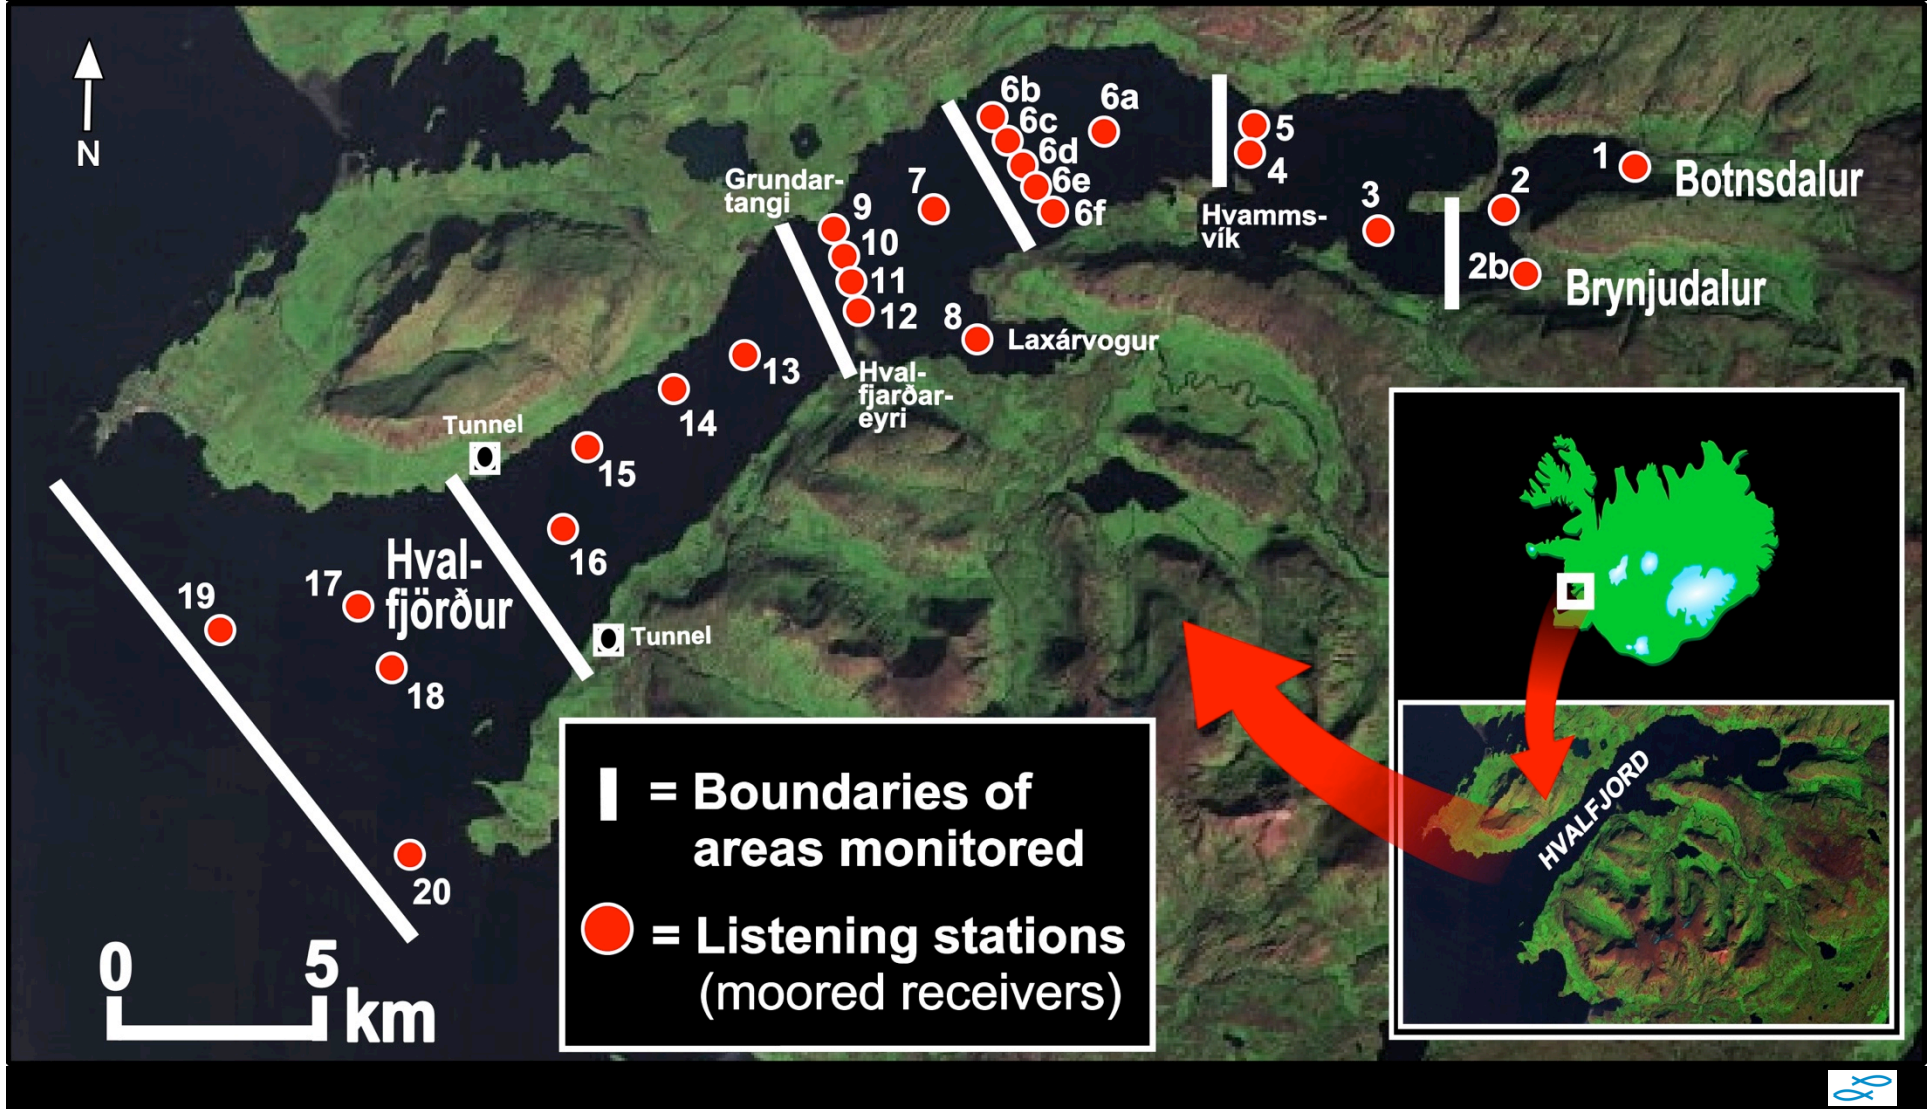 N
6b
6c
6d
6e
6f
6a
5
4
1
Botnsdalur
2
3
2b
Brynjudalur
Hvamms-
vík
Grundar-
tangi
7
9
10
11
12
8
Laxárvogur
Hval-
fjarðar-
eyri
13
14
Tunnel
15
16
Hval-
fjörður
17
19
18
Tunnel
20
0 5
km
= Boundaries of
areas monitored
= Listening stations
(moored receivers)
HVALFJORD